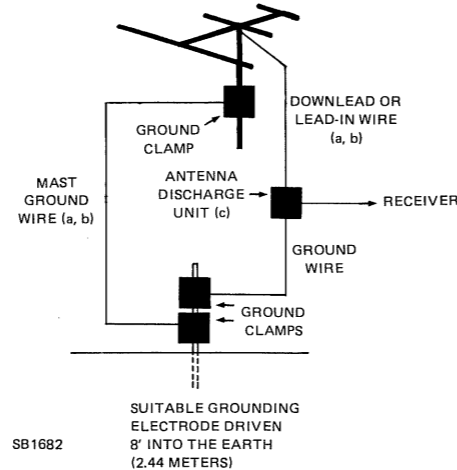 DOWNLEAD OR
LEAD-IN WIRE
(a, b)
GROUND
CLAMP
MAST
GROUND
WIRE (a, b)
ANTENNA
DISCHARGE
UNIT (c)
RECEIVER
GROUND
WIRE
GROUND
CLAMPS
SUITABLE GROUNDING
ELECTRODE DRIVEN
8' INTO THE EARTH
(2.44 METERS)
SB1682